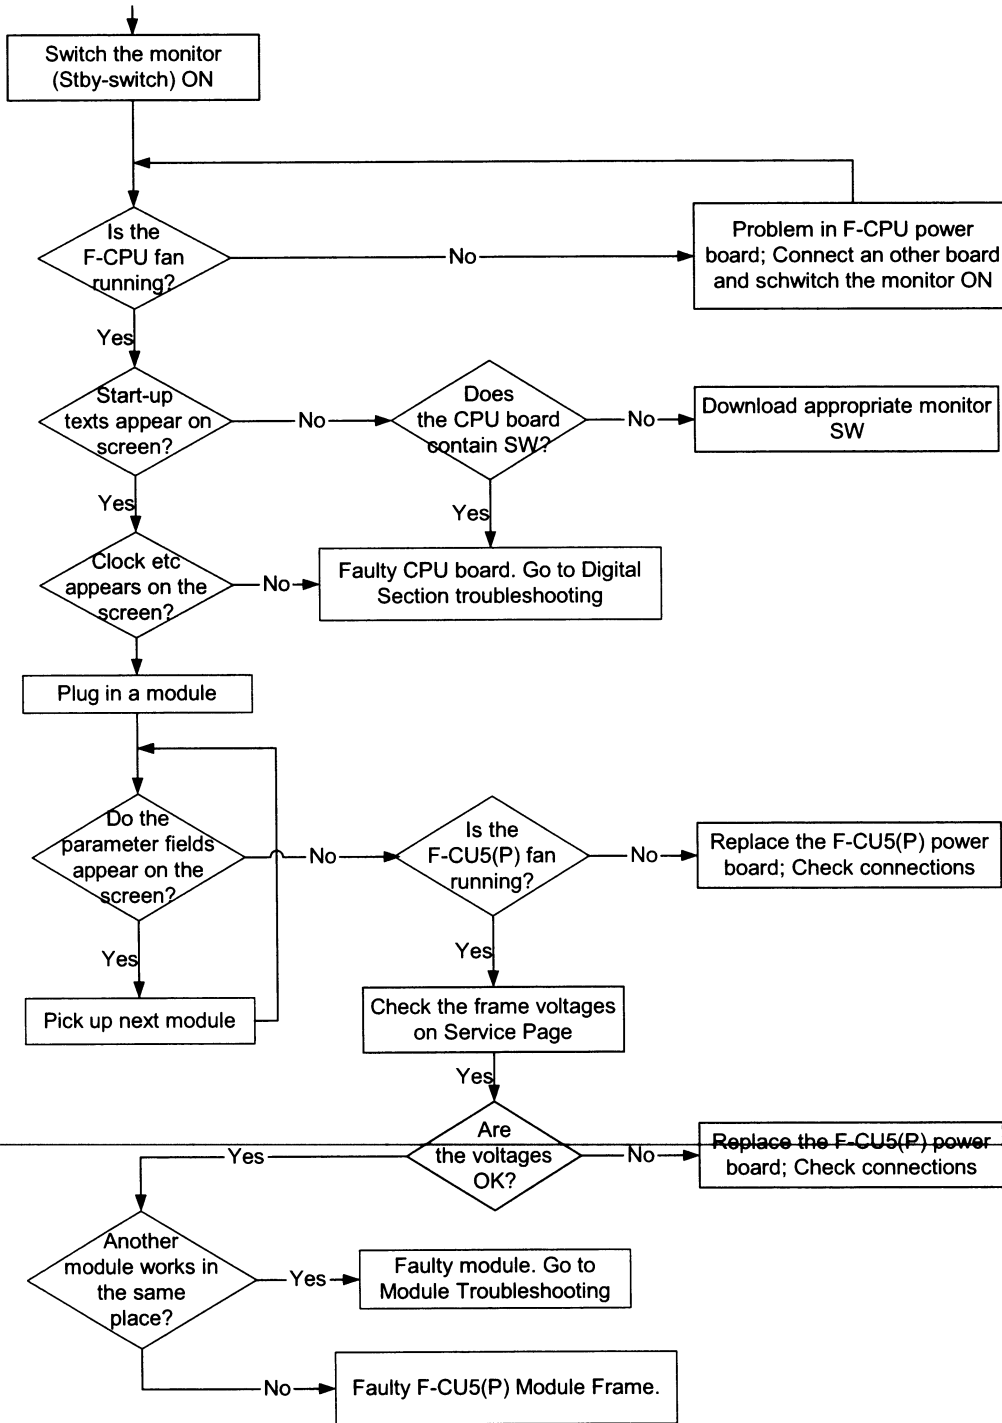 Switch the monitor
(Stby-switch) ON
Is the
F-CPU fan
running?
No
Problem in F-CPU power
board; Connect an other board
and schwitch the monitor ON
Yes
Start-up
texts appear on
screen?
No
Does
the CPU board
contain SW?
No
Download appropriate monitor
SW
Yes
Yes
Clock etc
appears on the
screen?
No
Faulty CPU board. Go to Digital
Section troubleshooting
Plug in a module
Do the
parameter fields
appear on the
screen?
No
Is the
F-CU5(P) fan
running?
No
Replace the F-CU5(P) power
board; Check connections
Yes
Yes
Pick up next module
Check the frame voltages
on Service Page
Yes
Are
the voltages
OK?
Yes
No
Replace the F-CU5(P) power
board; Check connections
Another
module works in
the same
place?
Yes
Faulty module. Go to
Module Troubleshooting
No
Faulty F-CU5(P) Module Frame.